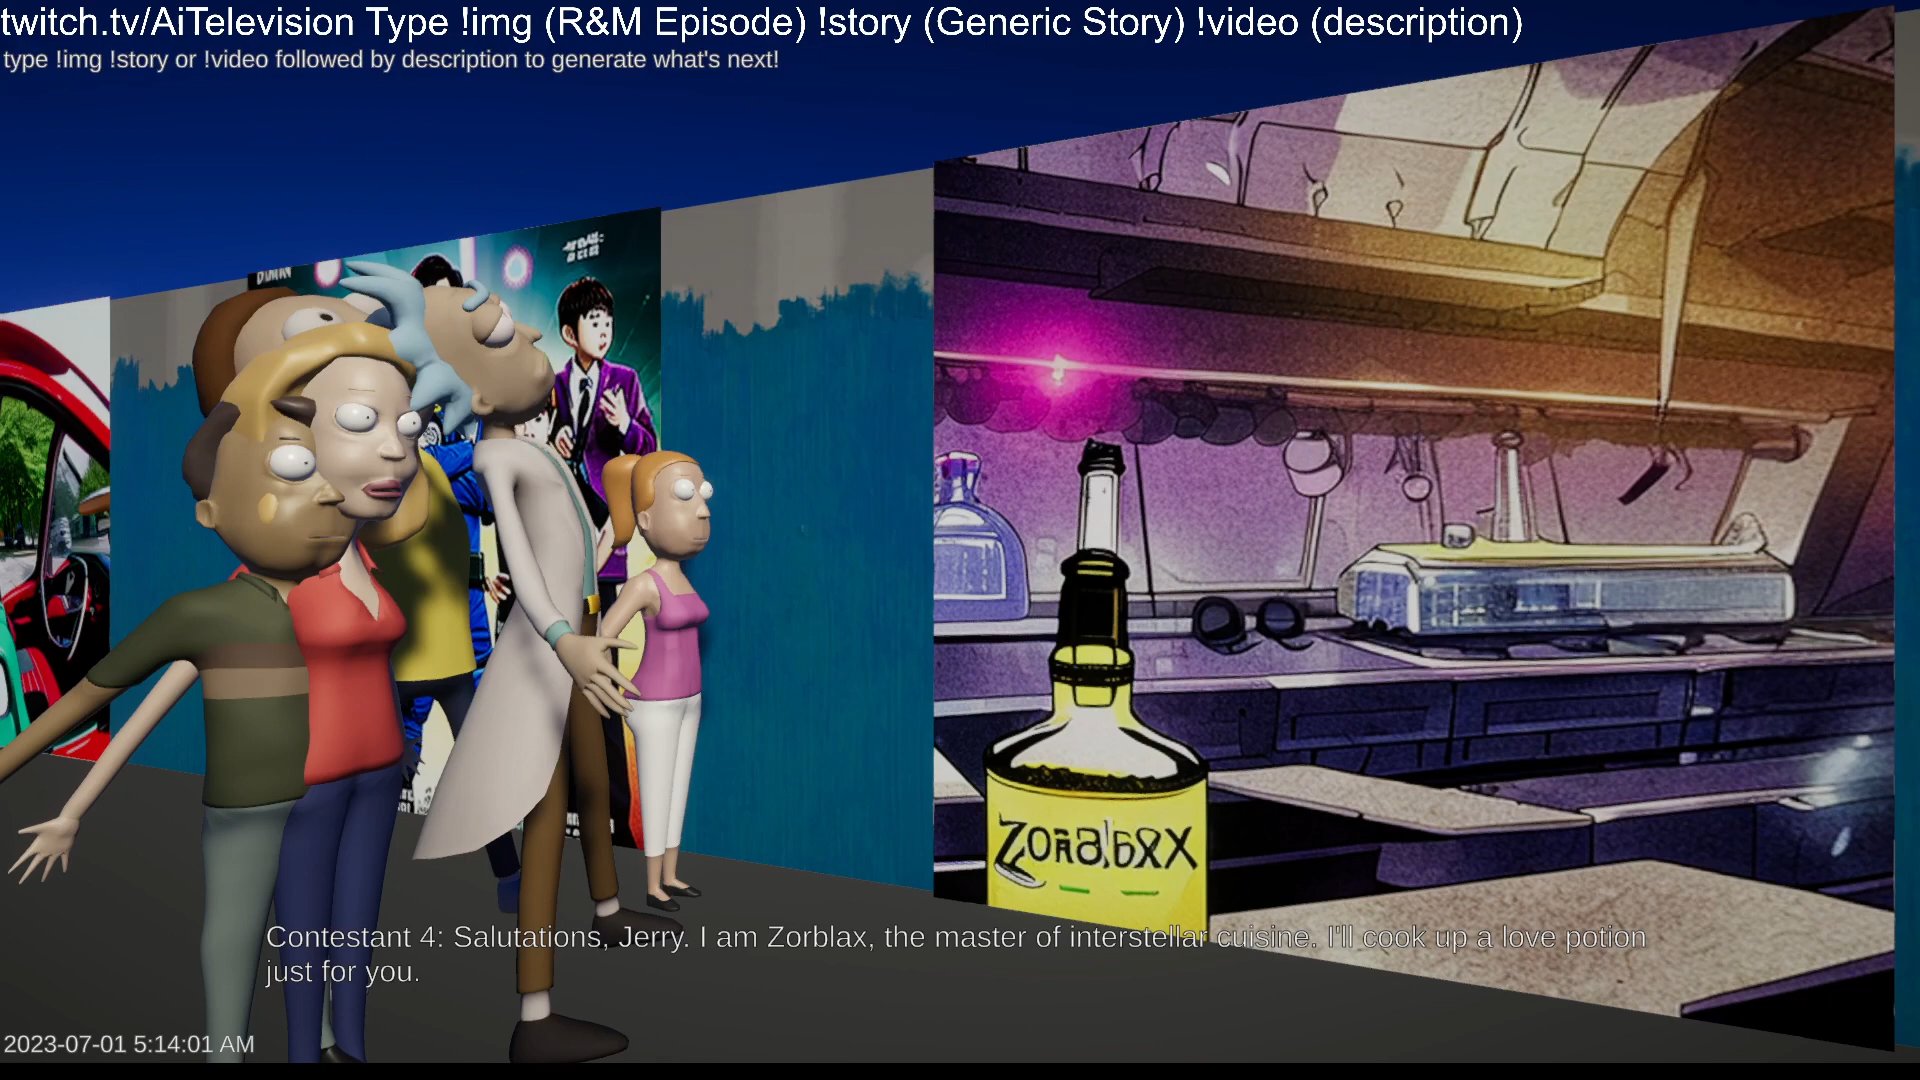 twitch.tv/AiTelevision Type !img (R&M Episode) !story (Generic Story) !video (description)
type !img !story or !video followed by description to generate what's next!
Zoralbxx
Contestant 4: Salutations, Jerry. I am Zorblax, the master of interstellar cuisine. I'll cook up a love potion
just for you.
2023-07-01 5:14:01 AM